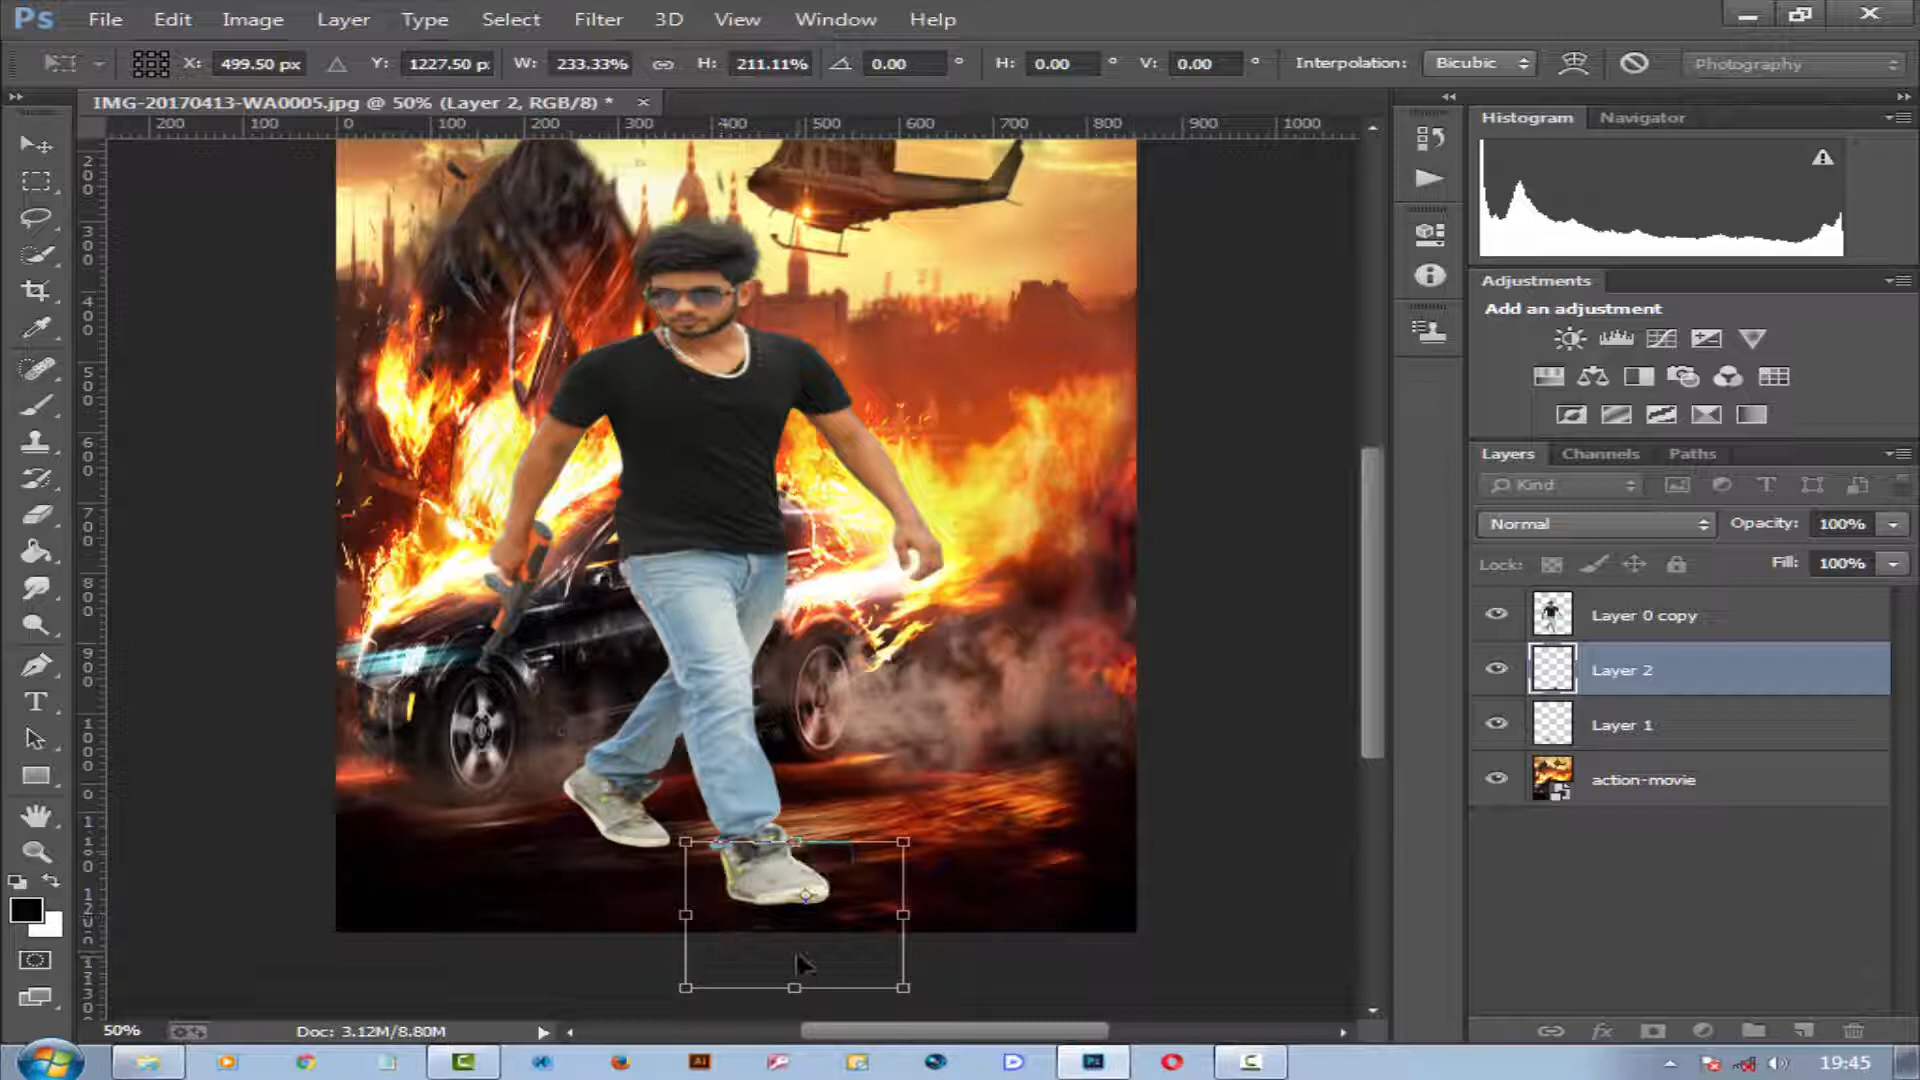 Ps File Edit Image Layer Type Select Filter 3D View Window Help
X: 499.50 px Y: 1227.50 p: W: 233.33% H: 211.11% 0.00 ° H: 0.00 ° V: 0.00 ° Interpolation: Bicubic Photography
IMG-20170413-WA0005.jpg @ 50% (Layer 2, RGB/8) * ×
200 100 0 100 200 300 400 500 600 700 800 900 1000
Histogram Navigator
Adjustments
Add an adjustment
Layers Channels Paths
Kind
Normal Opacity: 100%
Lock: Fill: 100%
Layer 0 copy
Layer 2
Layer 1
action-movie
50% Doc: 3.12M/8.80M
Ai Ps 19:45